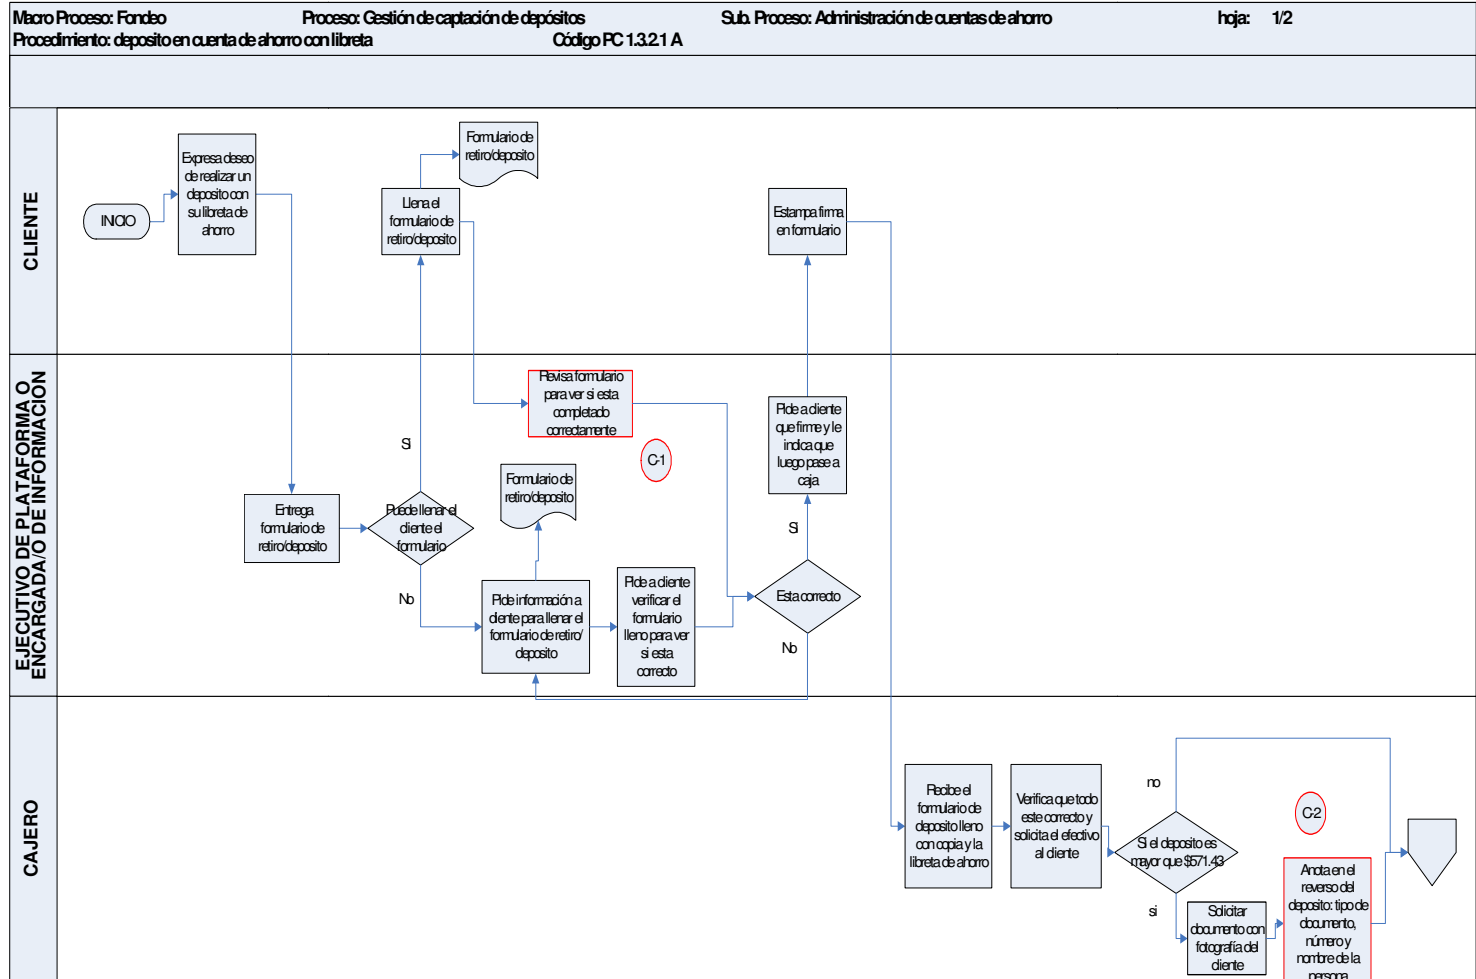 Macro Proceso: Fondeo Proceso: Gestión de captación de depósitos Sub. Proceso: Administración de cuentas de ahorro hoja: 1/2
Procedimiento: deposito en cuenta de ahorro con libreta Código PC 1.3.2.1 A
CLIENTE
INICIO
Expresa deseo
de realizar un
deposito con
su libreta de
ahorro
Llena el
formulario de
retiro/deposito
Formulario de
retiro/deposito
Estampa firma
en formulario
EJECUTIVO DE PLATAFORMA O
ENCARGADA/O DE INFORMACION
Entrega
formulario de
retiro/deposito
Puede llenar el
cliente el
formulario
Si
No
Revisa formulario
para ver si esta
completado
correctamente
C-1
Formulario de
retiro/deposito
Pide información a
cliente para llenar el
formulario de retiro/
deposito
Pide a cliente
verificar el
formulario
lleno para ver
si esta
correcto
Esta correcto
Si
No
Pide a cliente
que firme y le
indica que
luego pase a
caja
CAJERO
Recibe el
formulario de
deposito lleno
con copia y la
libreta de ahorro
Verifica que todo
este correcto y
solicita el efectivo
al cliente
Si el deposito es
mayor que $571.43
no
si
Solicitar
documento con
fotografía del
cliente
C-2
Anota en el
reverso del
deposito: tipo de
documento,
número y
nombre de la
persona